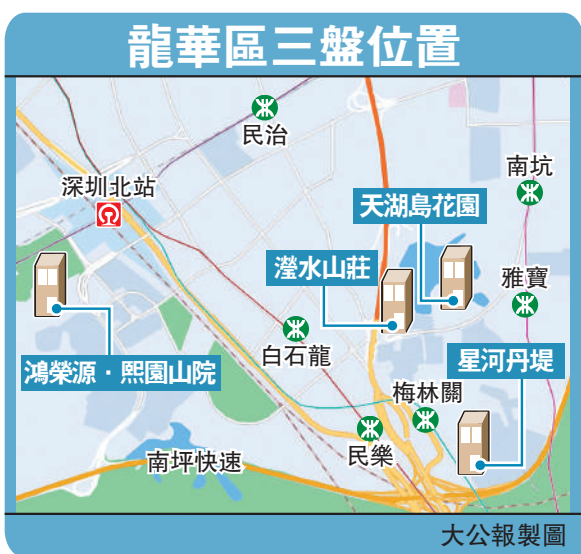 龍華區三盤位置
民治
深圳北站
南坑
天湖島花園
瀅水山莊
雅寶
白石龍
鴻榮源·熙園山院
星河丹堤
梅林關
民樂
南坪快速
大公報製圖